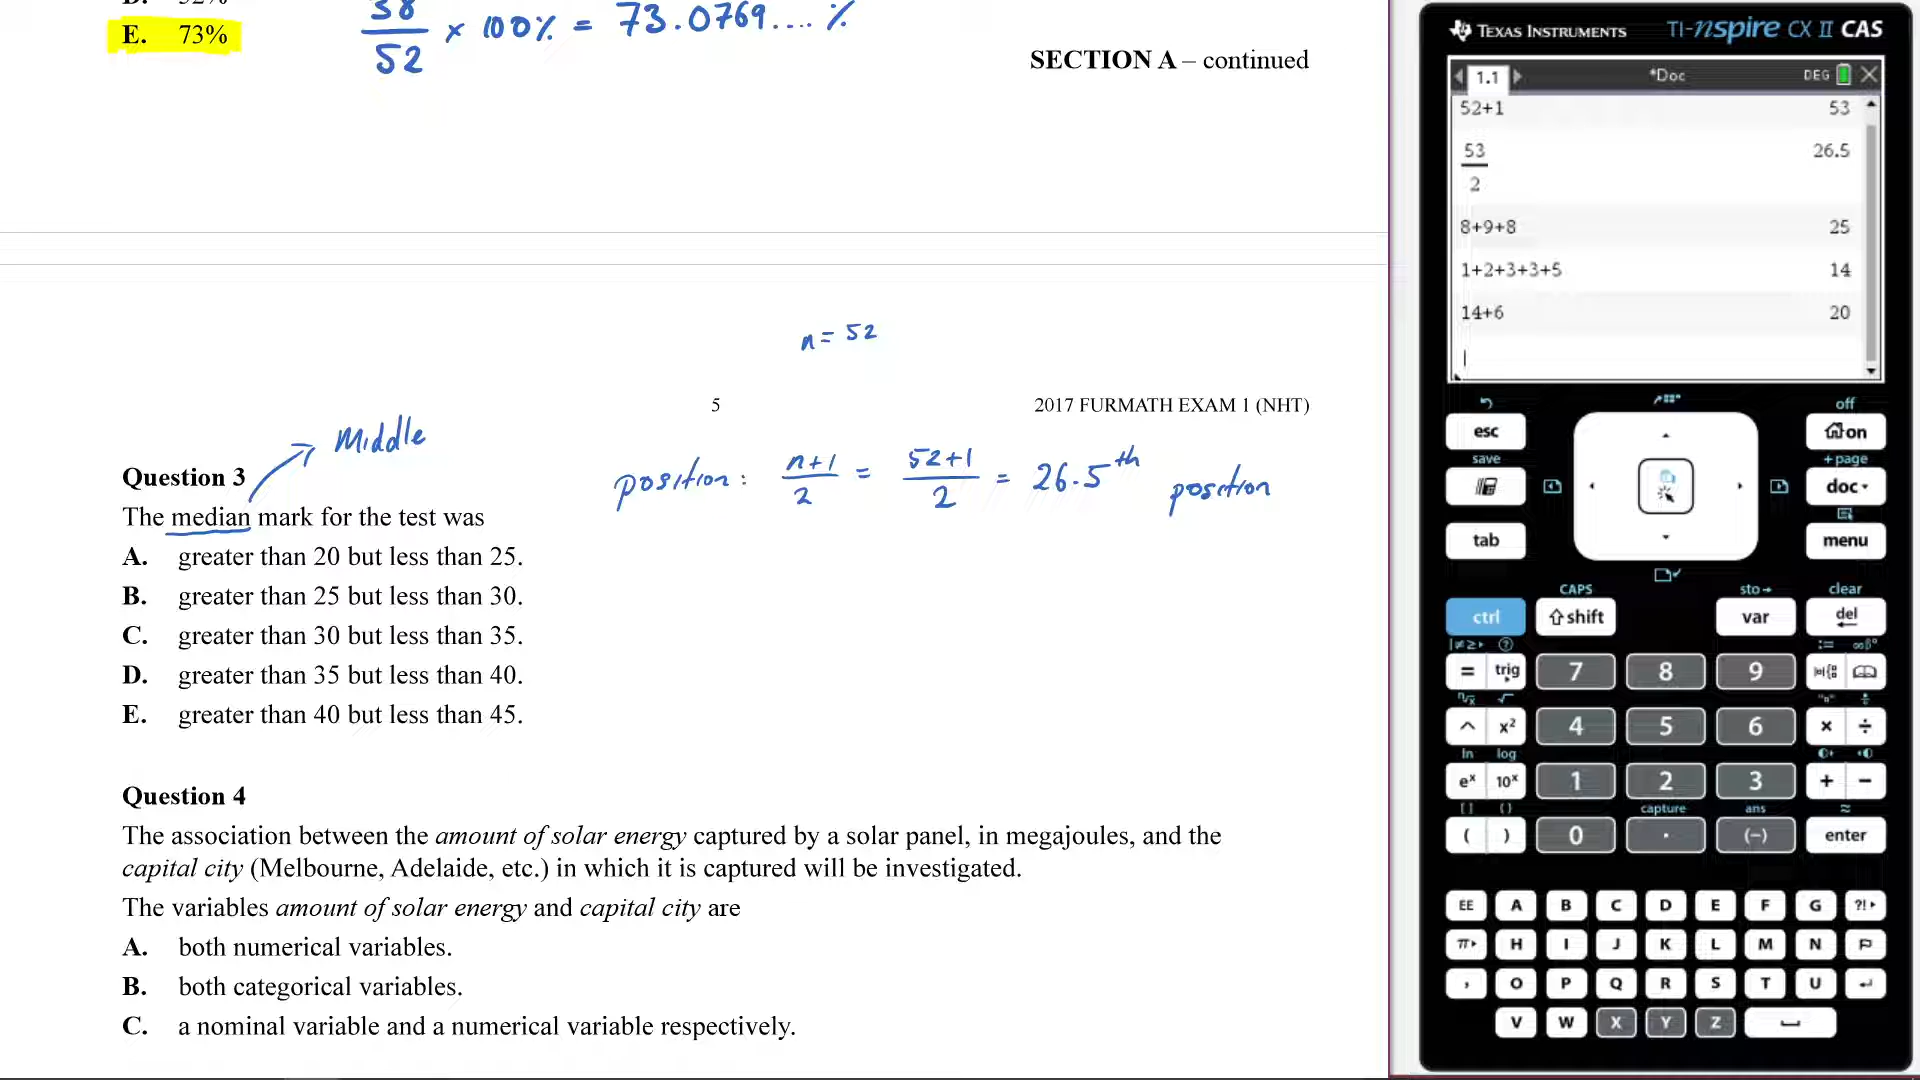 E. 73%
38/52 × 100% = 73.0769.... %
SECTION A – continued
n = 52
5
2017 FURMATH EXAM 1 (NHT)
Middle
position: n+1/2 = 52+1/2 = 26.5th position
Question 3
The median mark for the test was
A. greater than 20 but less than 25.
B. greater than 25 but less than 30.
C. greater than 30 but less than 35.
D. greater than 35 but less than 40.
E. greater than 40 but less than 45.
Question 4
The association between the amount of solar energy captured by a solar panel, in megajoules, and the
capital city (Melbourne, Adelaide, etc.) in which it is captured will be investigated.
The variables amount of solar energy and capital city are
A. both numerical variables.
B. both categorical variables.
C. a nominal variable and a numerical variable respectively.
TEXAS INSTRUMENTS TI-nspire CX II CAS
1.1 *Doc DEG
52+1 53
53/2 26.5
8+9+8 25
1+2+3+3+5 14
14+6 20
off
esc on
save +page
doc
tab menu
CAPS sto→ clear
ctrl shift var del
= trig 7 8 9
^ x² 4 5 6 × ÷
ln log
eˣ 10ˣ 1 2 3 + −
[ ] { } capture ans ≈
( ) 0 . (−) enter
EE A B C D E F G ?!
π H I J K L M N
, O P Q R S T U
V W X Y Z